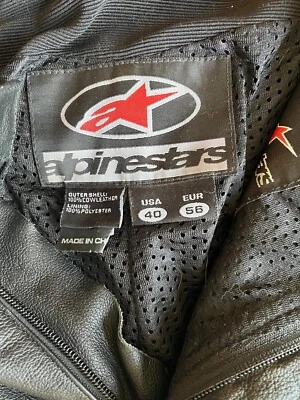 alpinestars
OUTER SHELL:
100%COWLEATHER
LINING:
100%POLYESTER
USA EUR
40 56
MADE IN CH